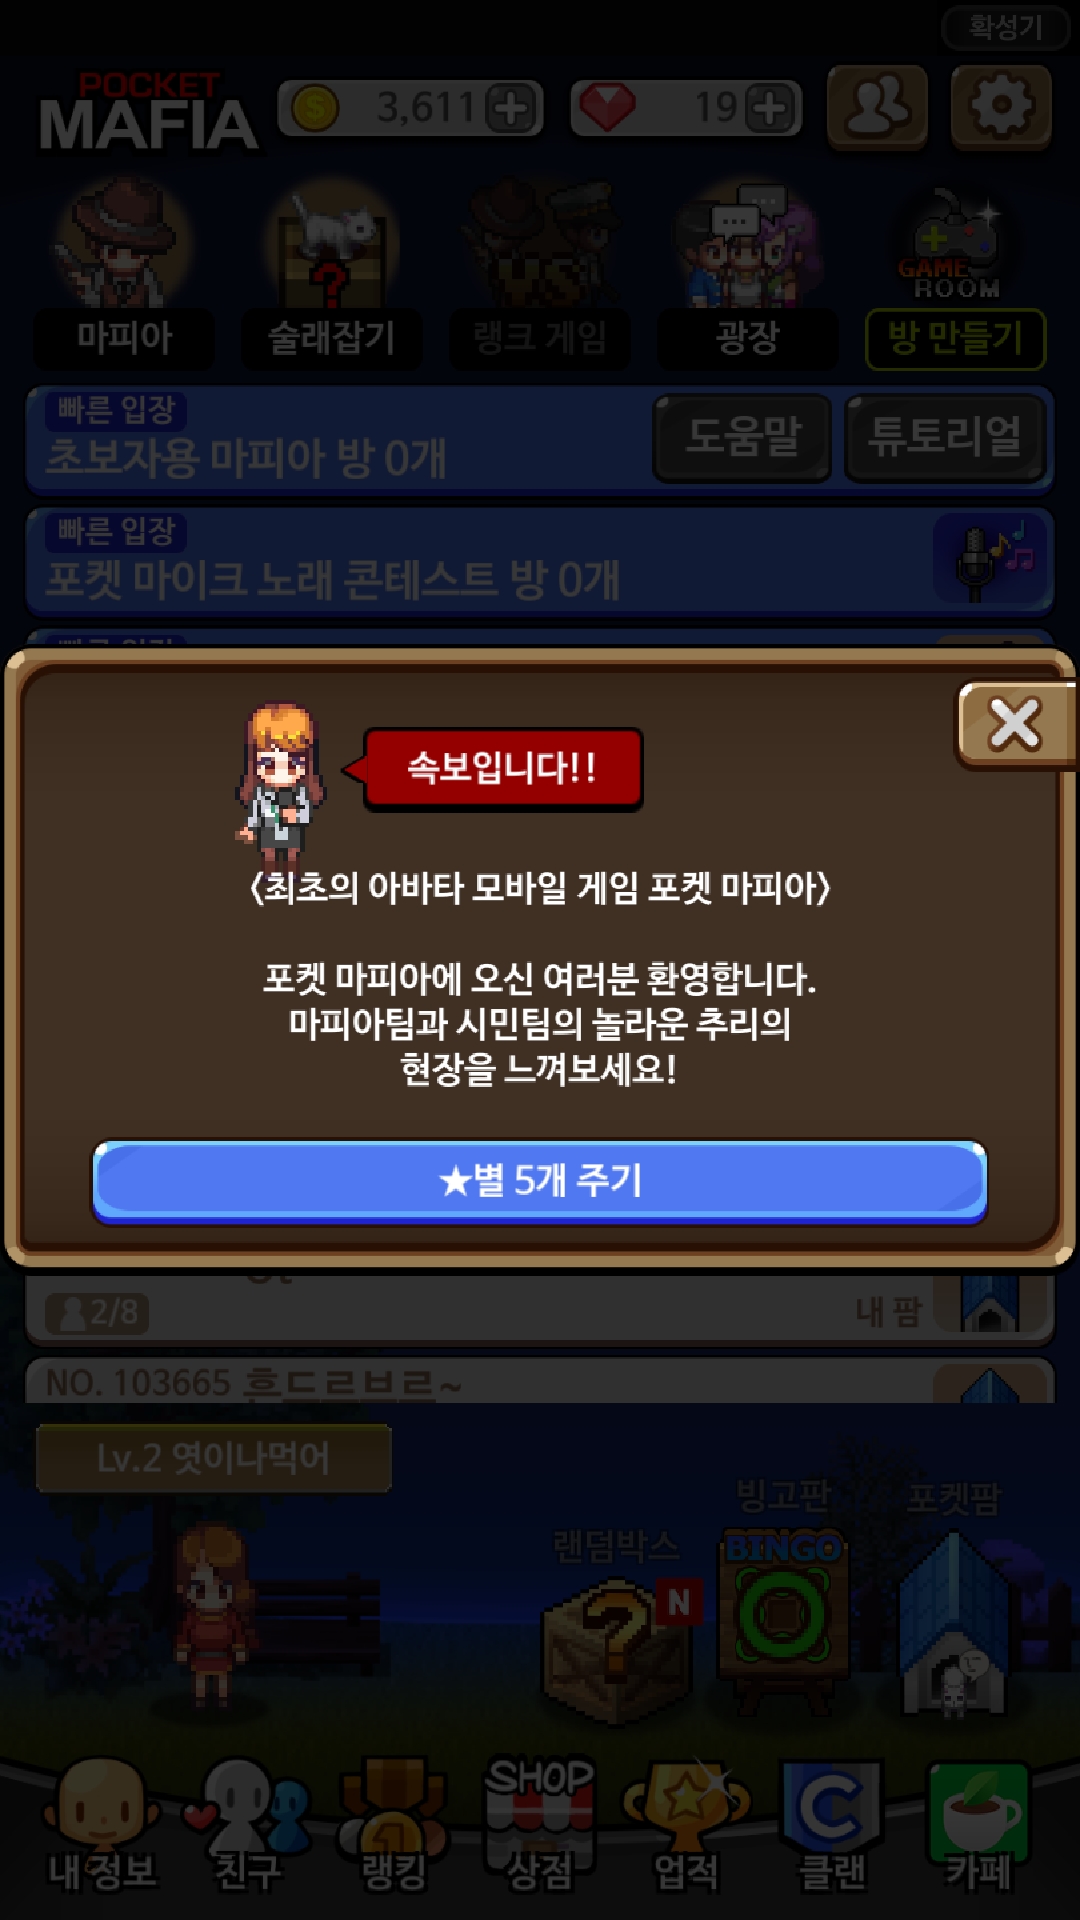 확성기
POCKET
MAFIA
3,611
19
마피아
술래잡기
VS
랭크 게임
광장
GAME
ROOM
방 만들기
빠른 입장
초보자용 마피아 방 0개
도움말
튜토리얼
빠른 입장
포켓 마이크 노래 콘테스트 방 0개
속보입니다!!
〈최초의 아바타 모바일 게임 포켓 마피아〉
포켓 마피아에 오신 여러분 환영합니다.
마피아팀과 시민팀의 놀라운 추리의
현장을 느껴보세요!
★별 5개 주기
2/8
내 팜
NO. 103665 흔드르브르~
Lv.2 엿이나먹어
랜덤박스
빙고판
포켓팜
BINGO
N
SHOP
내 정보
친구
랭킹
상점
업적
클랜
카페